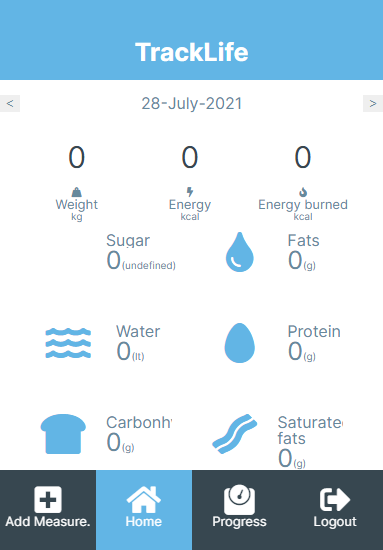 TrackLife
< 28-July-2021 >
0 0 0
Weight Energy Energy burned
kg kcal kcal
Sugar Fats
0(undefined) 0(g)
Water Protein
0(lt) 0(g)
Carbonh Saturate
fats
0(g) 0(g)
Add Measure. Home Progress Logout